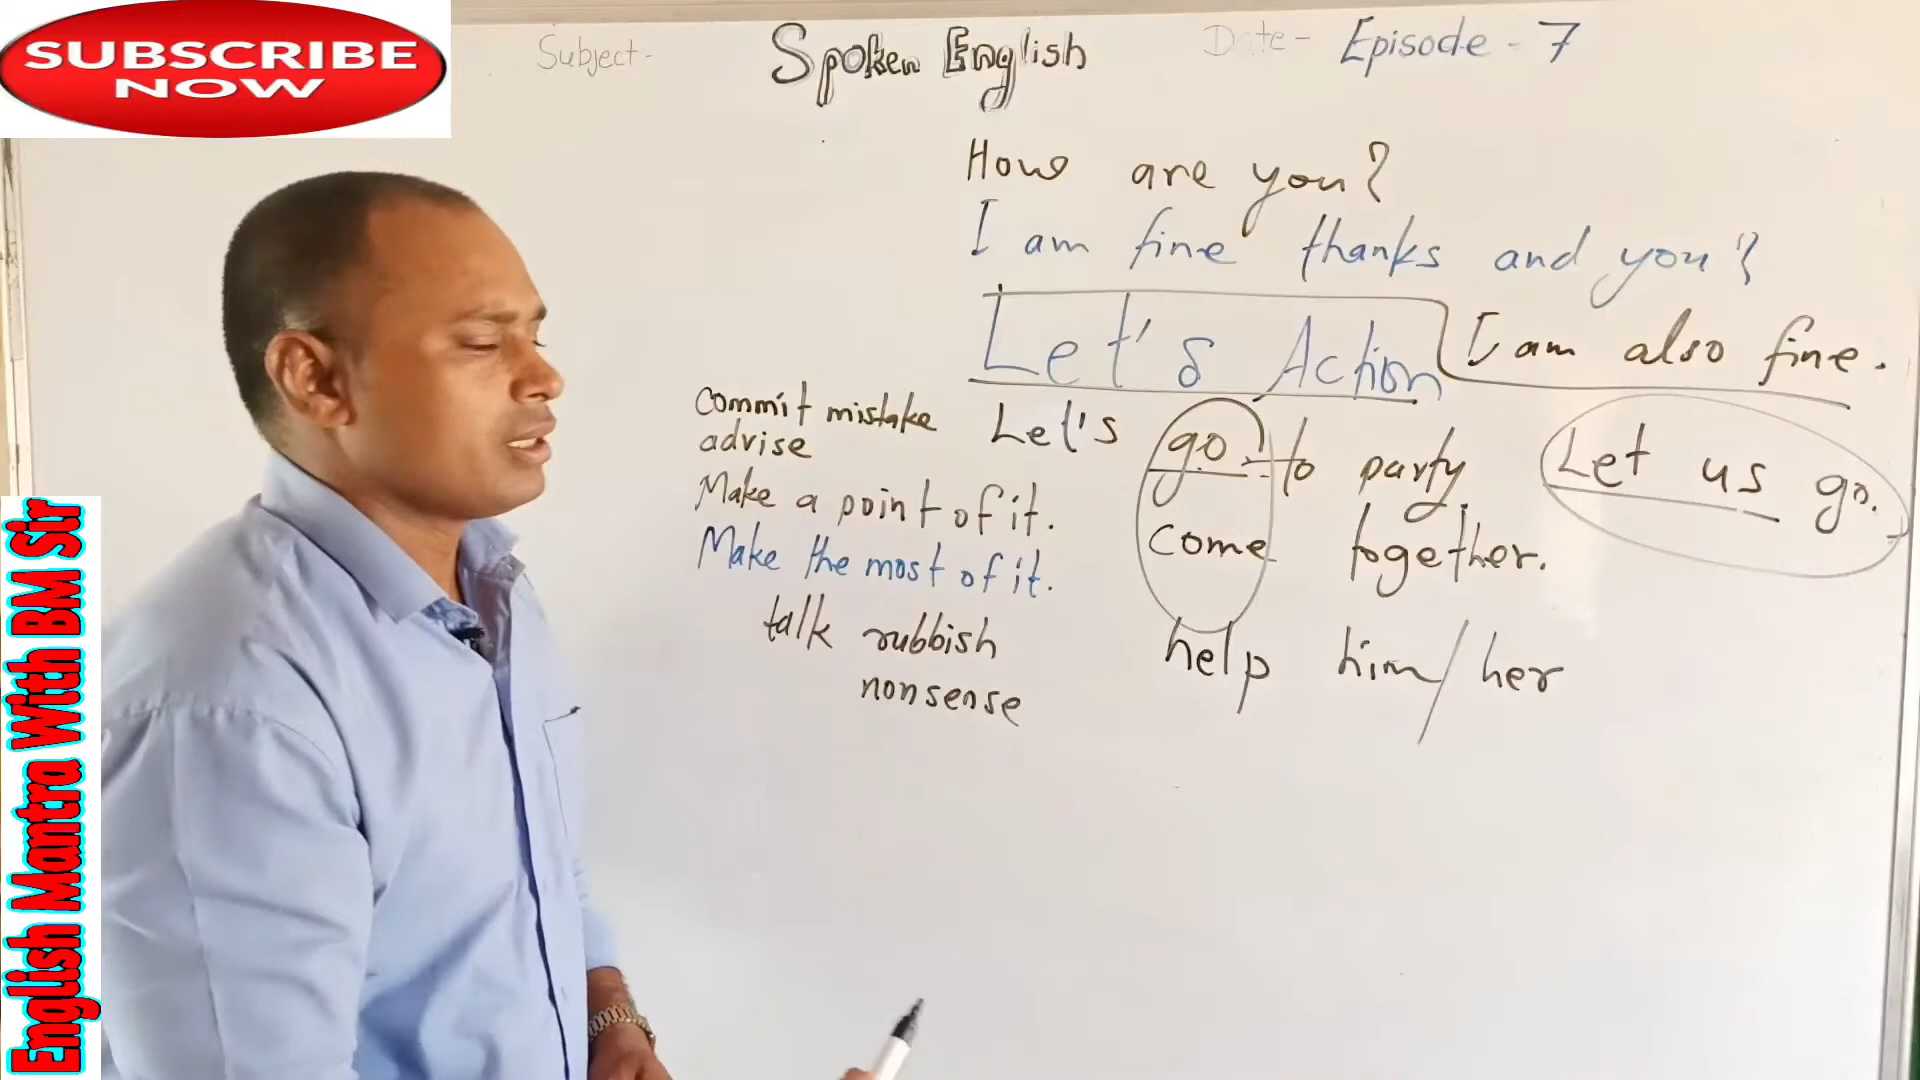 SUBSCRIBE
NOW
Subject - Spoken English Date - Episode - 7
How are you?
I am fine thanks and you?
Let's Action I am also fine.
commit mistake
advise
Make a point of it.
Make the most of it.
talk rubbish
nonsense
Let's go to party
come together.
help him/her
Let us go.
English Mantra With BM Sir